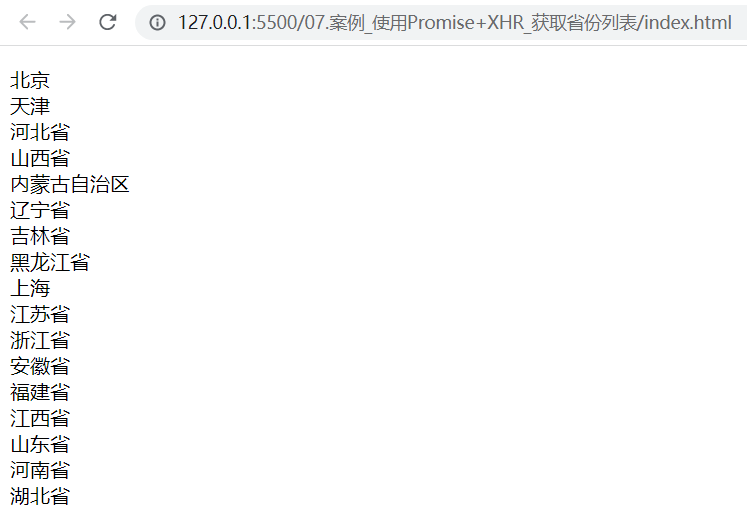 127.0.0.1:5500/07.案例_使用Promise+XHR_获取省份列表/index.html
北京
天津
河北省
山西省
内蒙古自治区
辽宁省
吉林省
黑龙江省
上海
江苏省
浙江省
安徽省
福建省
江西省
山东省
河南省
湖北省